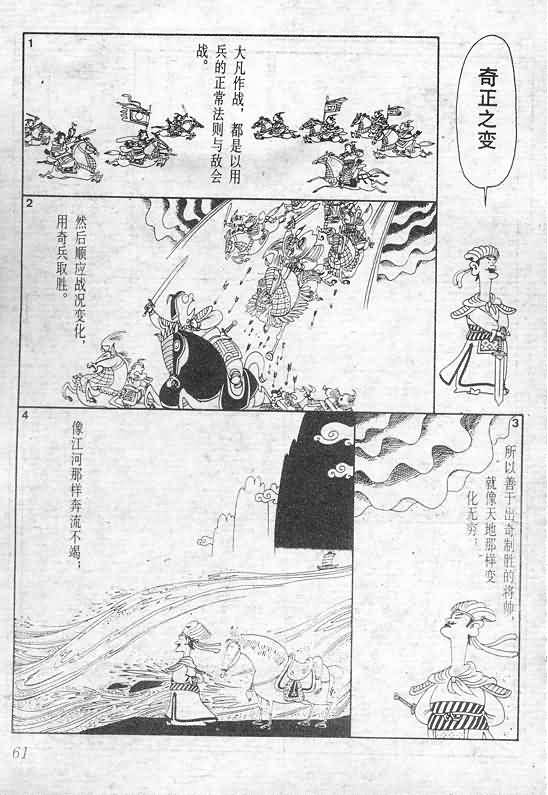 奇正之变
1
大凡作战，都是以用
兵的正常法则与敌会
战。
2
然后顺应战况变化，
用奇兵取胜。
3
所以善于出奇制胜的将帅，
就像天地那样变
化无穷；
4
像江河那样奔流不竭；
61